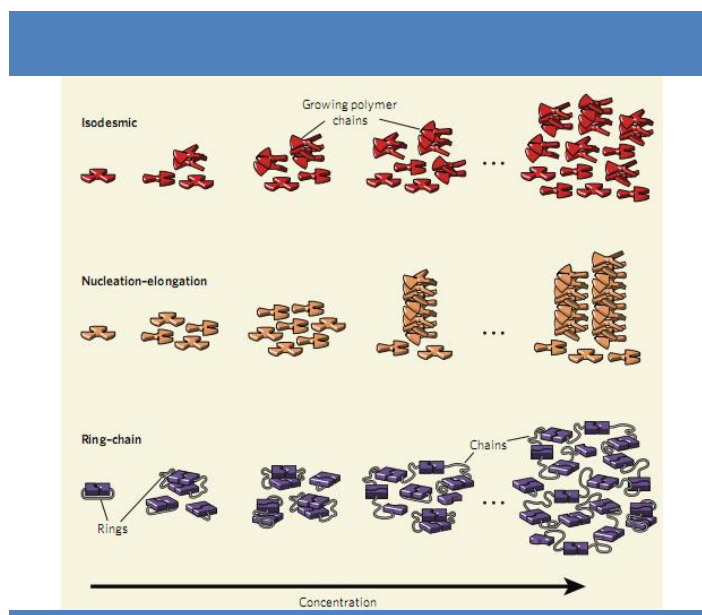 Growing polymer
chains
Isodesmic
...
Nucleation–elongation
...
Ring–chain
Chains
...
Rings
Concentration